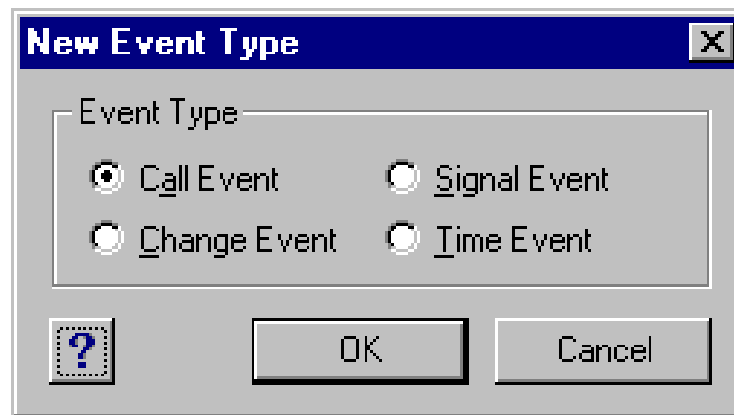 New Event Type
Event Type
Call Event Signal Event
Change Event Time Event
? OK Cancel